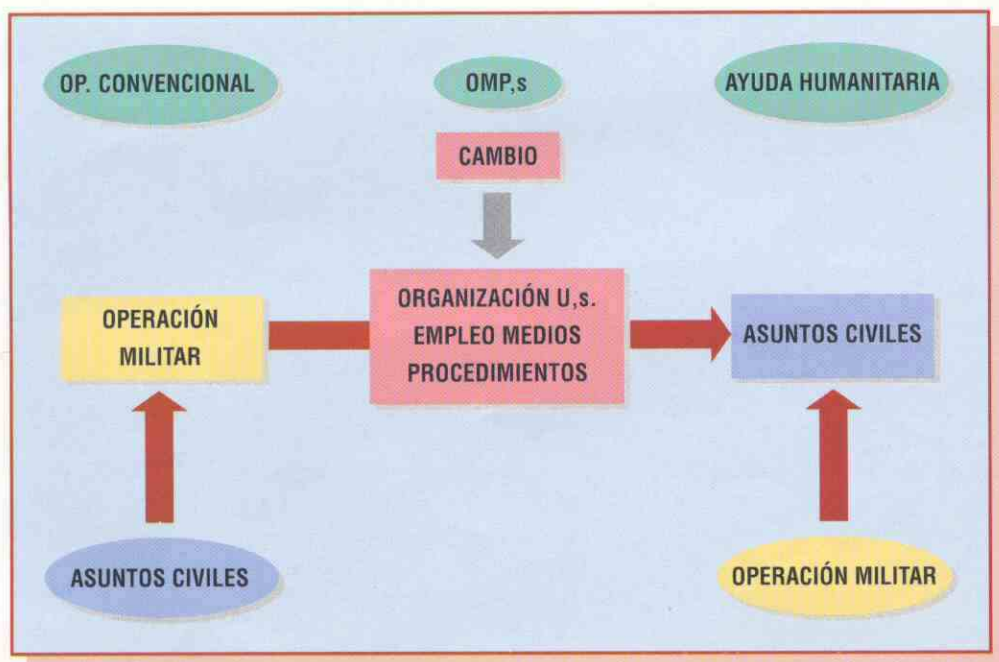 OP. CONVENCIONAL
OMP,s
AYUDA HUMANITARIA
CAMBIO
OPERACIÓN
MILITAR
ORGANIZACIÓN U,s.
EMPLEO MEDIOS
PROCEDIMIENTOS
ASUNTOS CIVILES
ASUNTOS CIVILES
OPERACIÓN MILITAR